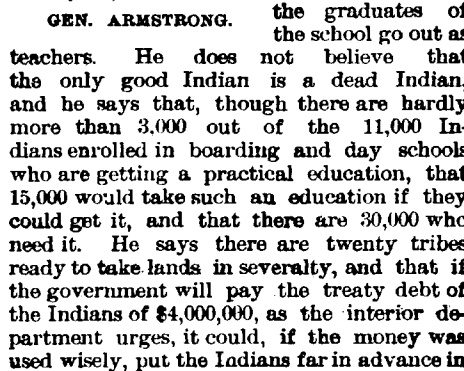 GEN. ARMSTRONG.
the graduates of
the school go out as
teachers. He does not believe that
the only good Indian is a dead Indian,
and he says that, though there are hardly
more than 3,000 out of the 11,000 In-
dians enrolled in boarding and day schools
who are getting a practical education, that
15,000 would take such an education if they
could get it, and that there are 30,000 who
need it. He says there are twenty tribes
ready to take lands in severalty, and that if
the government will pay the treaty debt of
the Indians of $4,000,000, as the interior de-
partment urges, it could, if the money was
used wisely, put the Indians far in advance in